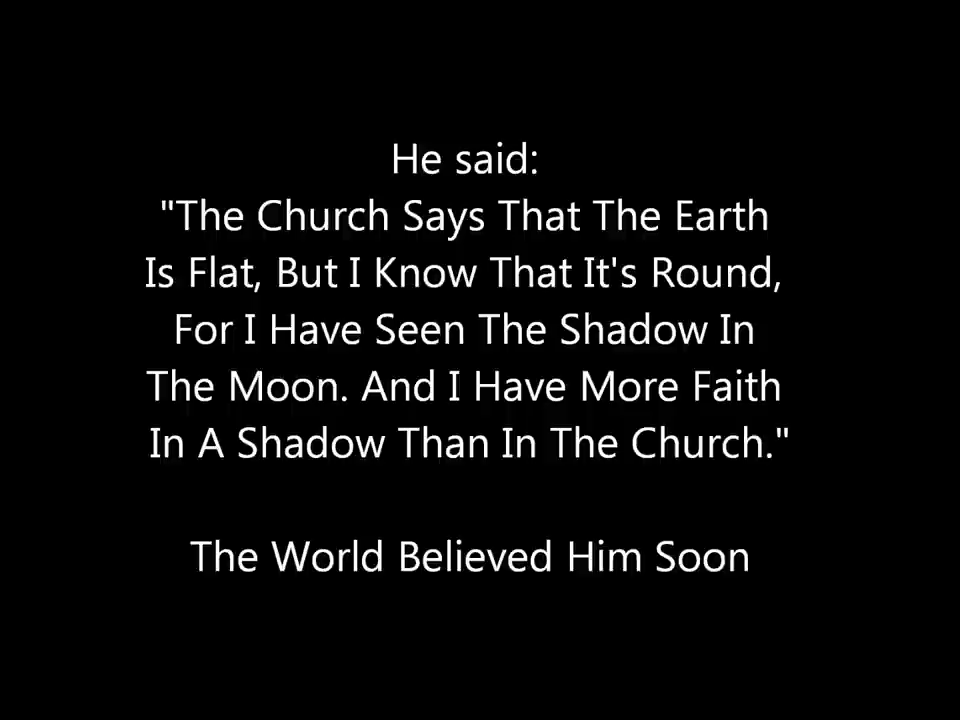 He said:
"The Church Says That The Earth
Is Flat, But I Know That It's Round,
For I Have Seen The Shadow In
The Moon. And I Have More Faith
In A Shadow Than In The Church."
The World Believed Him Soon